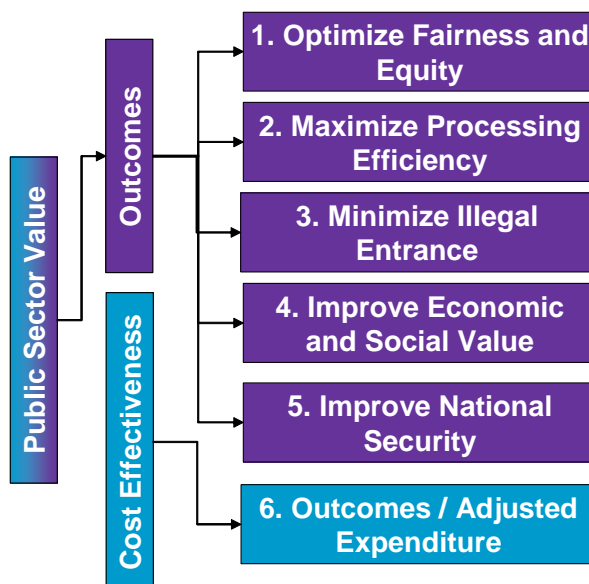 Public Sector Value
Outcomes
Cost Effectiveness
1. Optimize Fairness and
Equity
2. Maximize Processing
Efficiency
3. Minimize Illegal
Entrance
4. Improve Economic
and Social Value
5. Improve National
Security
6. Outcomes / Adjusted
Expenditure